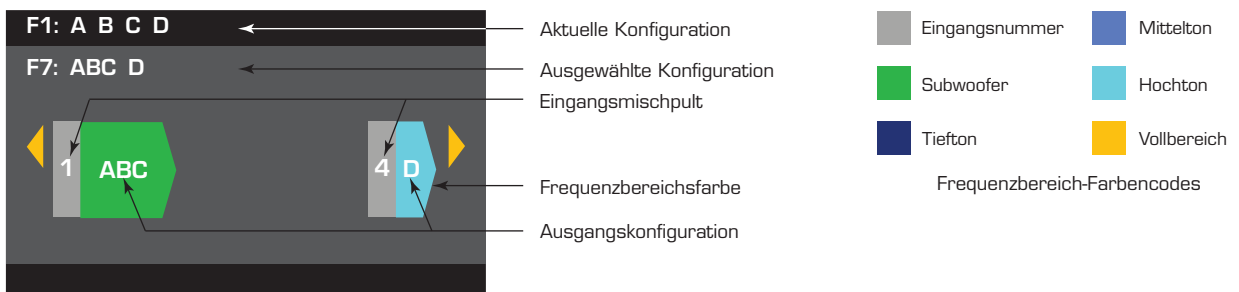 F1: A B C D
Aktuelle Konfiguration
F7: ABC D
Ausgewählte Konfiguration
Eingangsmischpult
1
ABC
4
D
Frequenzbereichsfarbe
Ausgangskonfiguration
Eingangsnummer
Mittelton
Subwoofer
Hochton
Tiefton
Vollbereich
Frequenzbereich-Farbencodes